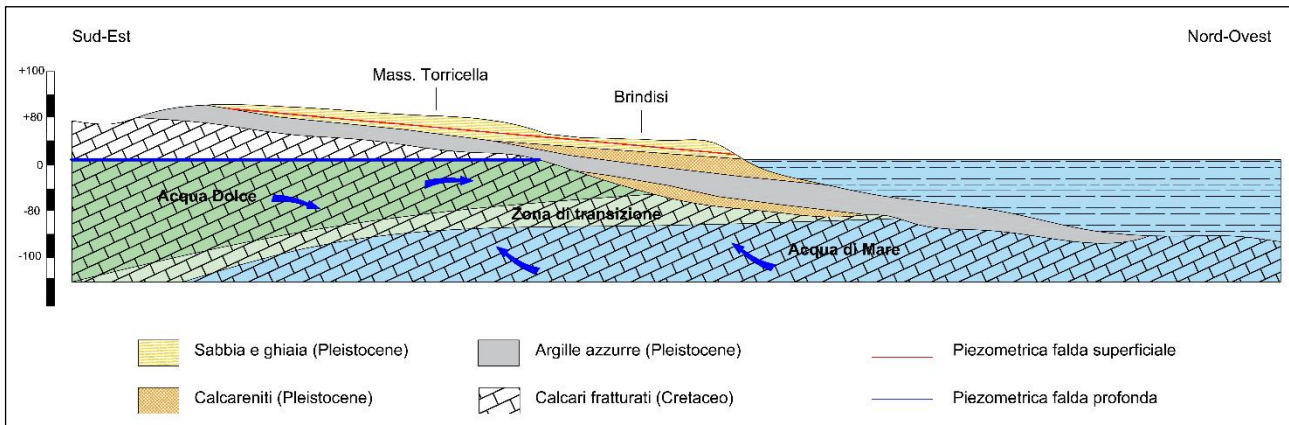 Sud-Est
Nord-Ovest
Mass. Torricella
Brindisi
+100
+80
0
-80
-100
Acqua Dolce
Zona di transizione
Acqua di Mare
Sabbia e ghiaia (Pleistocene)
Argille azzurre (Pleistocene)
Piezometrica falda superficiale
Calcareniti (Pleistocene)
Calcari fratturati (Cretaceo)
Piezometrica falda profonda